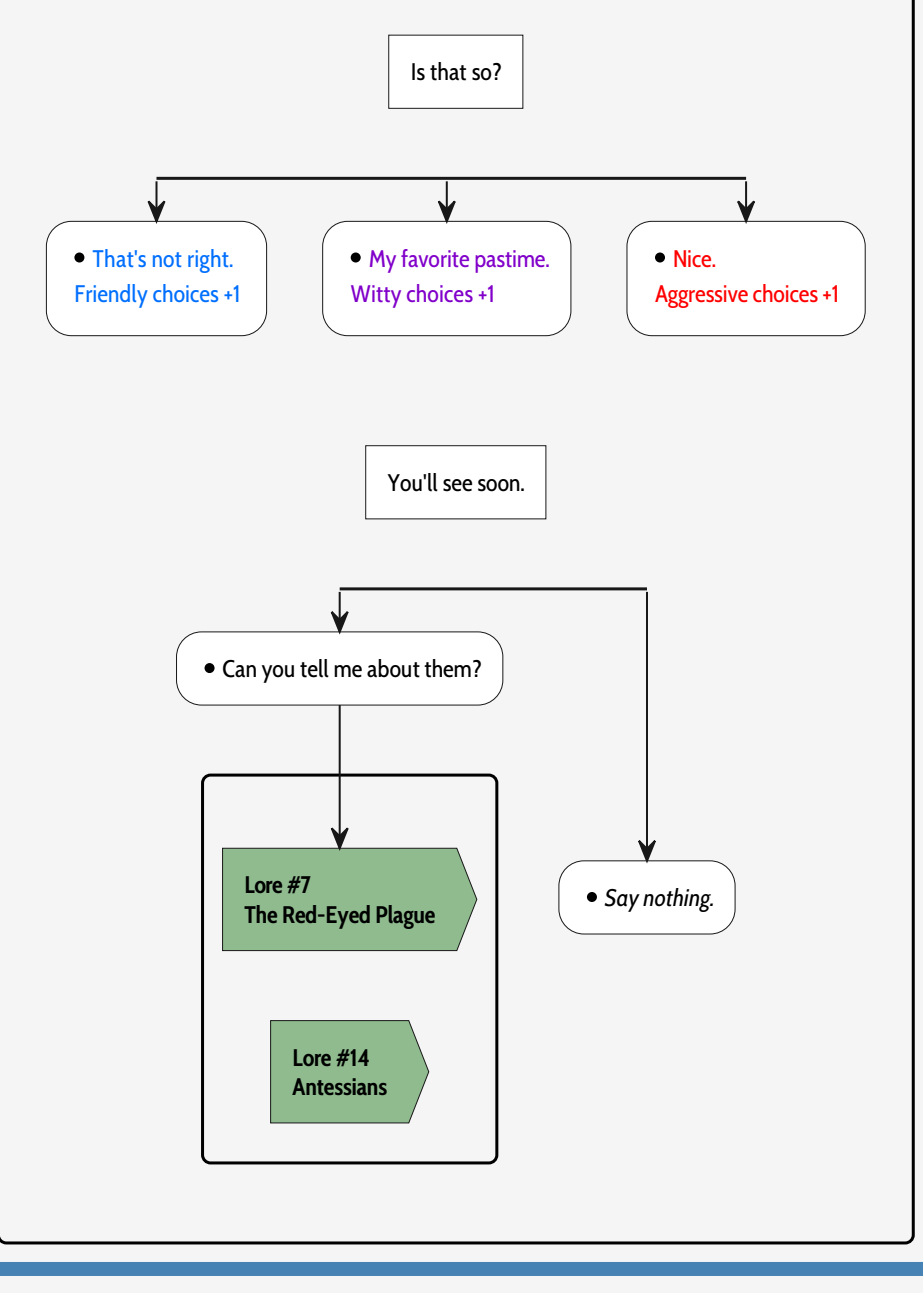 Is that so?
• That's not right.
Friendly choices +1
• My favorite pastime.
Witty choices +1
• Nice.
Aggressive choices +1
You'll see soon.
• Can you tell me about them?
Lore #7
The Red-Eyed Plague
• Say nothing.
Lore #14
Antessians